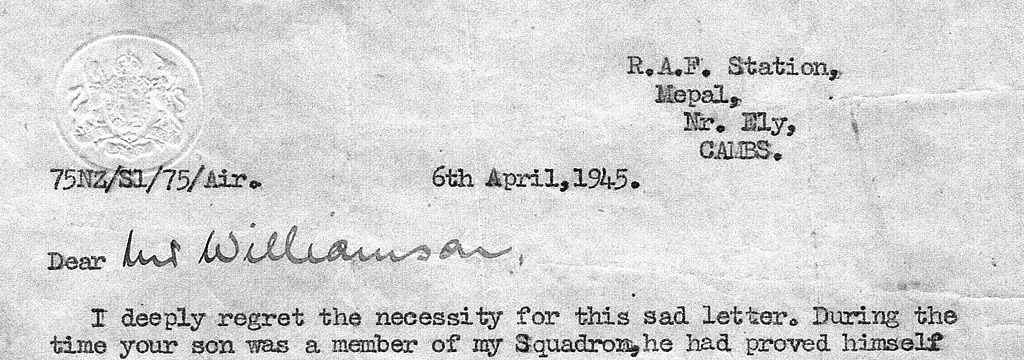 R.A.F. Station,
Mepal,
Nr. Ely,
CAMBS.
75NZ/S1/75/Air. 6th April,1945.
Dear Mr Williamson,
I deeply regret the necessity for this sad letter. During the
time your son was a member of my Squadron,he had proved himself